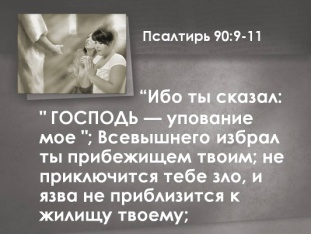 Псалтирь 90:9-11
“Ибо ты сказал:
" ГОСПОДЬ — упование
мое "; Всевышнего избрал
ты прибежищем твоим; не
приключится тебе зло, и
язва не приблизится к
жилищу твоему;